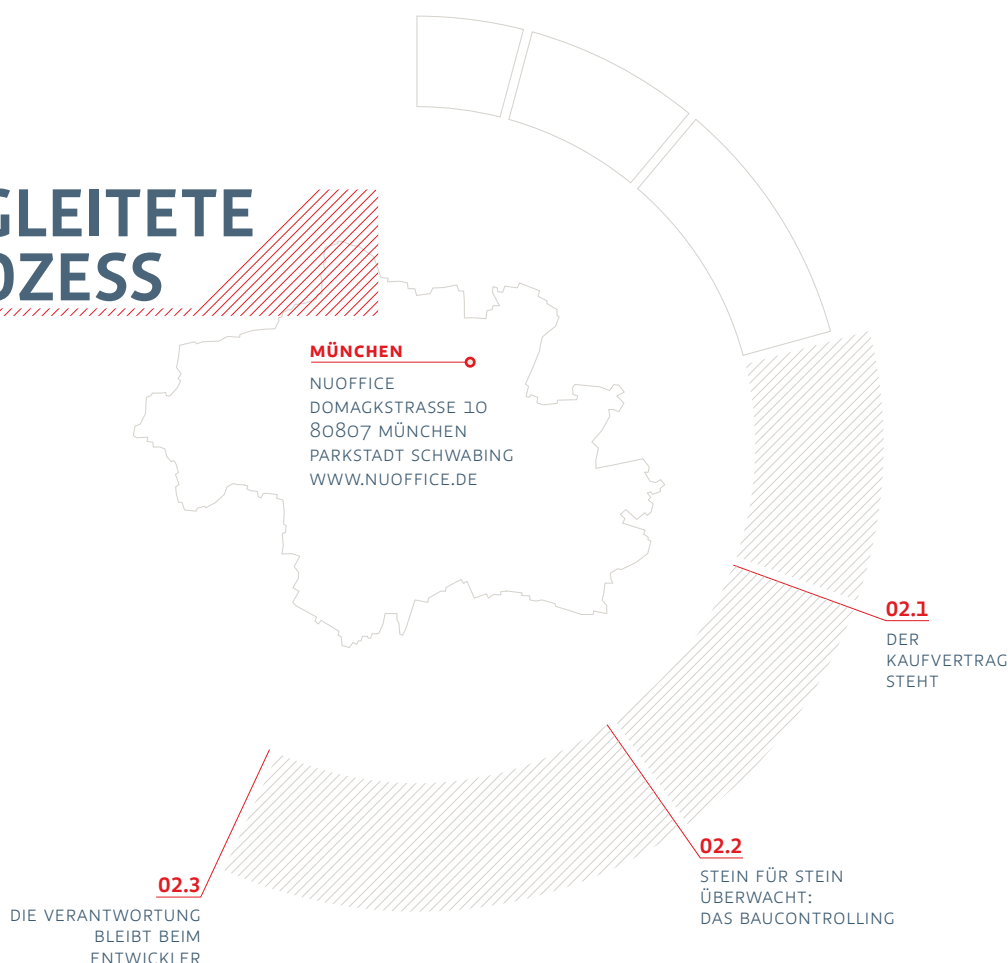 GLEITETE
OZESS
MÜNCHEN
NUOFFICE
DOMAGKSTRASSE 10
80807 MÜNCHEN
PARKSTADT SCHWABING
WWW.NUOFFICE.DE
02.1
DER
KAUFVERTRAG
STEHT
02.2
STEIN FÜR STEIN
ÜBERWACHT:
DAS BAUCONTROLLING
02.3
DIE VERANTWORTUNG
BLEIBT BEIM
ENTWICKLER